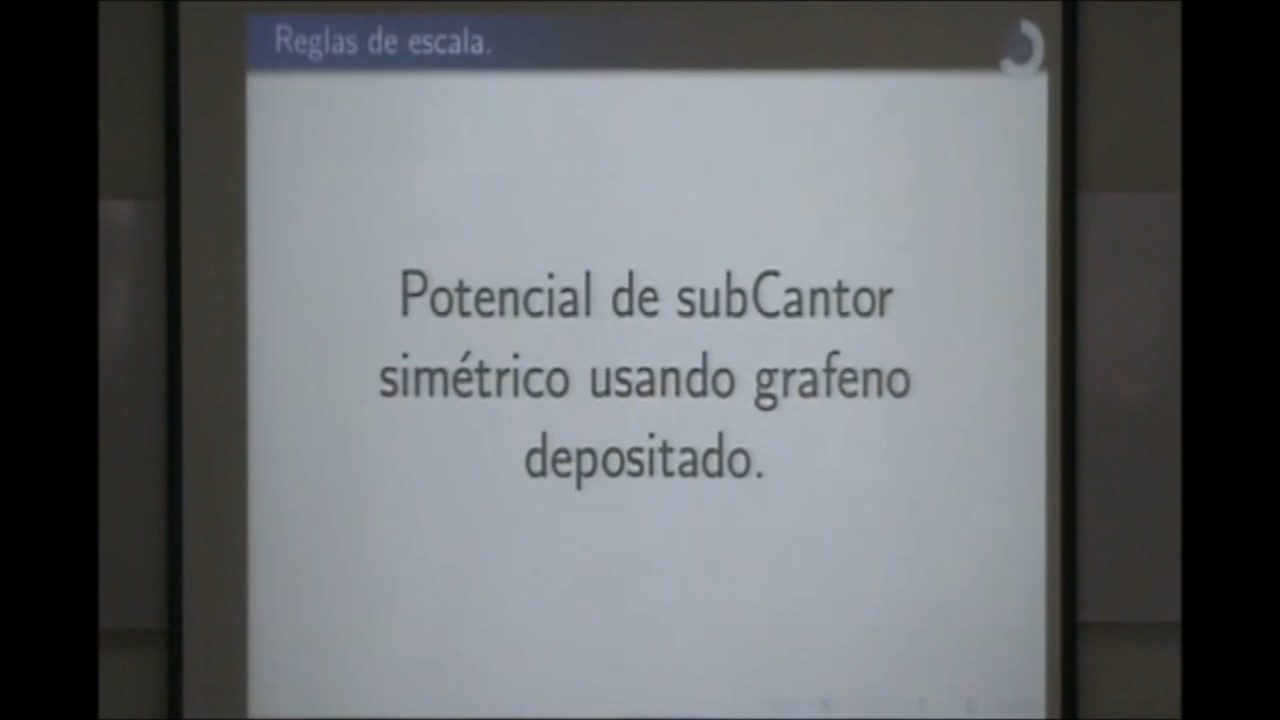 Reglas de escala.
Potencial de subCantor
simétrico usando grafeno
depositado.